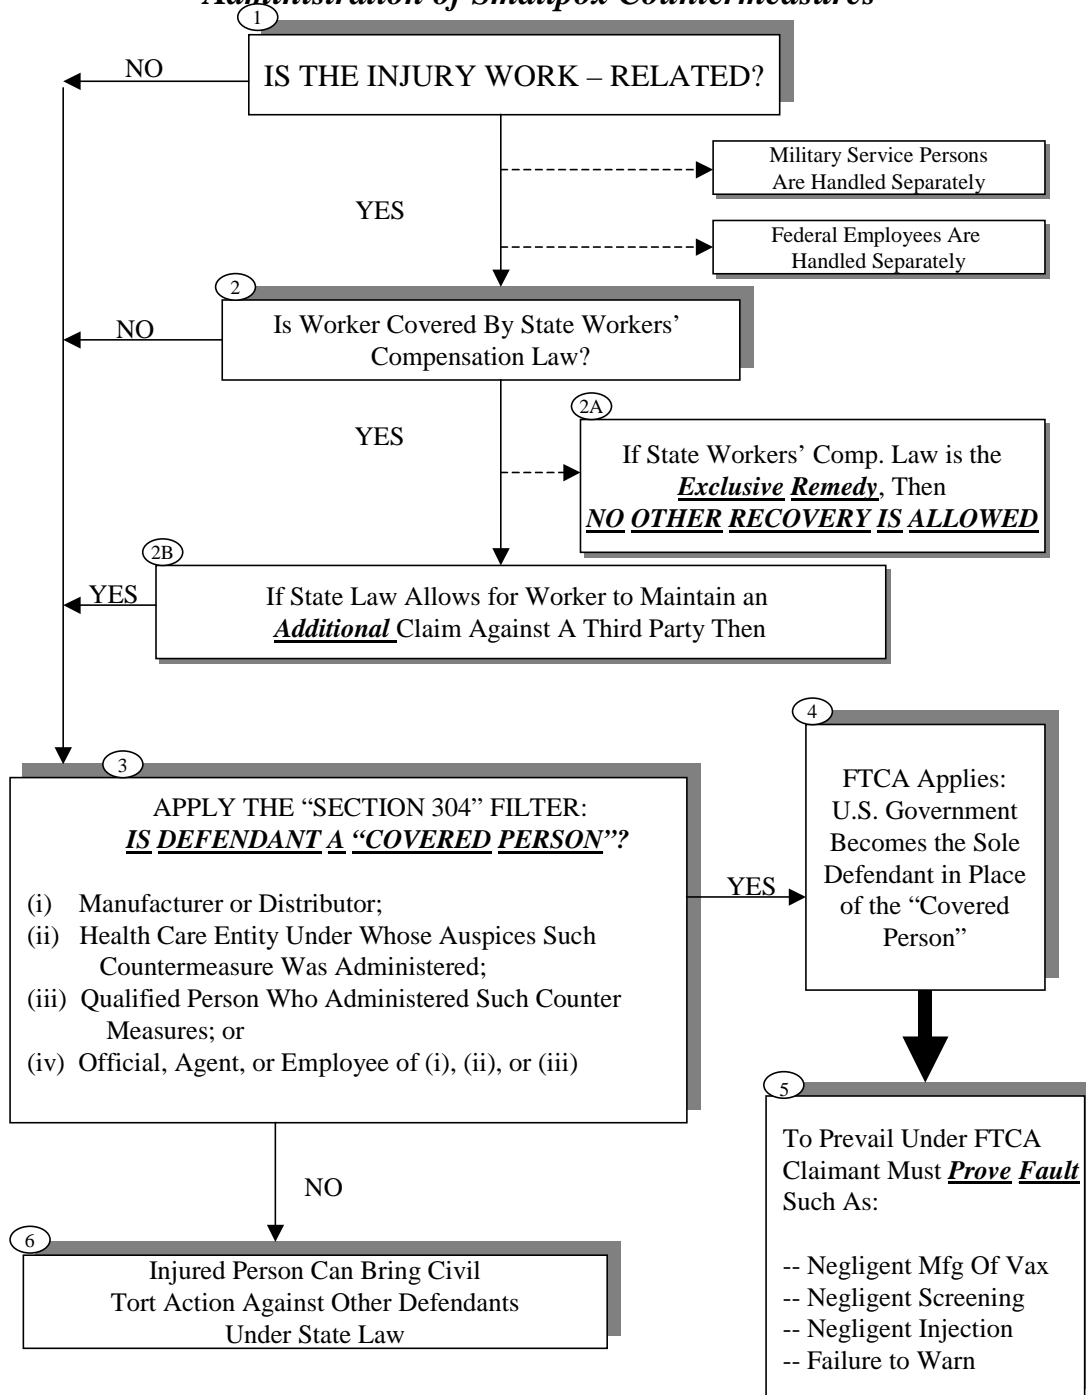 Administration of Smallpox Countermeasures
1
IS THE INJURY WORK – RELATED?
NO
Military Service Persons
Are Handled Separately
YES
Federal Employees Are
Handled Separately
2
Is Worker Covered By State Workers’
Compensation Law?
NO
YES
2A
If State Workers’ Comp. Law is the
Exclusive Remedy, Then
NO OTHER RECOVERY IS ALLOWED
2B
YES
If State Law Allows for Worker to Maintain an
Additional Claim Against A Third Party Then
3
APPLY THE “SECTION 304” FILTER:
IS DEFENDANT A “COVERED PERSON”?
(i) Manufacturer or Distributor;
(ii) Health Care Entity Under Whose Auspices Such
Countermeasure Was Administered;
(iii) Qualified Person Who Administered Such Counter
Measures; or
(iv) Official, Agent, or Employee of (i), (ii), or (iii)
YES
4
FTCA Applies:
U.S. Government
Becomes the Sole
Defendant in Place
of the “Covered
Person”
5
To Prevail Under FTCA
Claimant Must Prove Fault
Such As:
-- Negligent Mfg Of Vax
-- Negligent Screening
-- Negligent Injection
-- Failure to Warn
NO
6
Injured Person Can Bring Civil
Tort Action Against Other Defendants
Under State Law